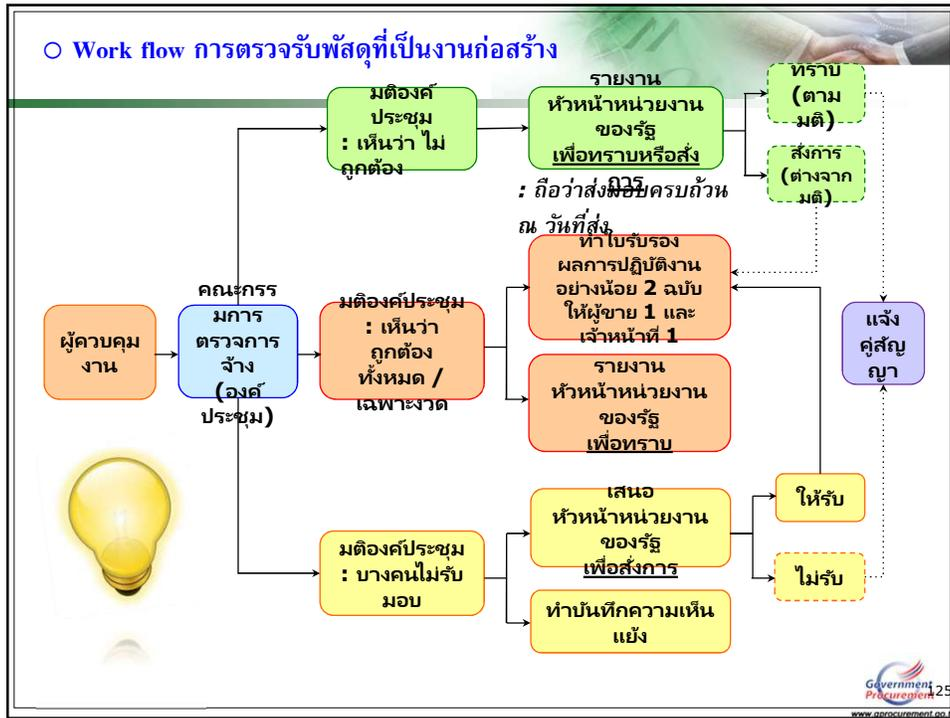 ○ Work flow การตรวจรับพัสดุที่เป็นงานก่อสร้าง
มติองค์
ประชุม
: เห็นว่า ไม่
ถูกต้อง
รายงาน
หัวหน้าหน่วยงาน
ของรัฐ
เพื่อทราบหรือสั่ง
การ
ทราบ
(ตาม
มติ)
สั่งการ
(ต่างจาก
มติ)
: ถือว่าส่งมอบครบถ้วน
ณ วันที่ส่ง
ผู้ควบคุม
งาน
คณะกรร
มการ
ตรวจการ
จ้าง
(องค์
ประชุม)
มติองค์ประชุม
: เห็นว่า
ถูกต้อง
ทั้งหมด /
เฉพาะงวด
ทำใบรับรอง
ผลการปฏิบัติงาน
อย่างน้อย 2 ฉบับ
ให้ผู้ขาย 1 และ
เจ้าหน้าที่ 1
รายงาน
หัวหน้าหน่วยงาน
ของรัฐ
เพื่อทราบ
แจ้ง
คู่สัญ
ญา
มติองค์ประชุม
: บางคนไม่รับ
มอบ
เสนอ
หัวหน้าหน่วยงาน
ของรัฐ
เพื่อสั่งการ
ทำบันทึกความเห็น
แย้ง
ให้รับ
ไม่รับ
Government
Procurement
125
www.gprocurement.go.t